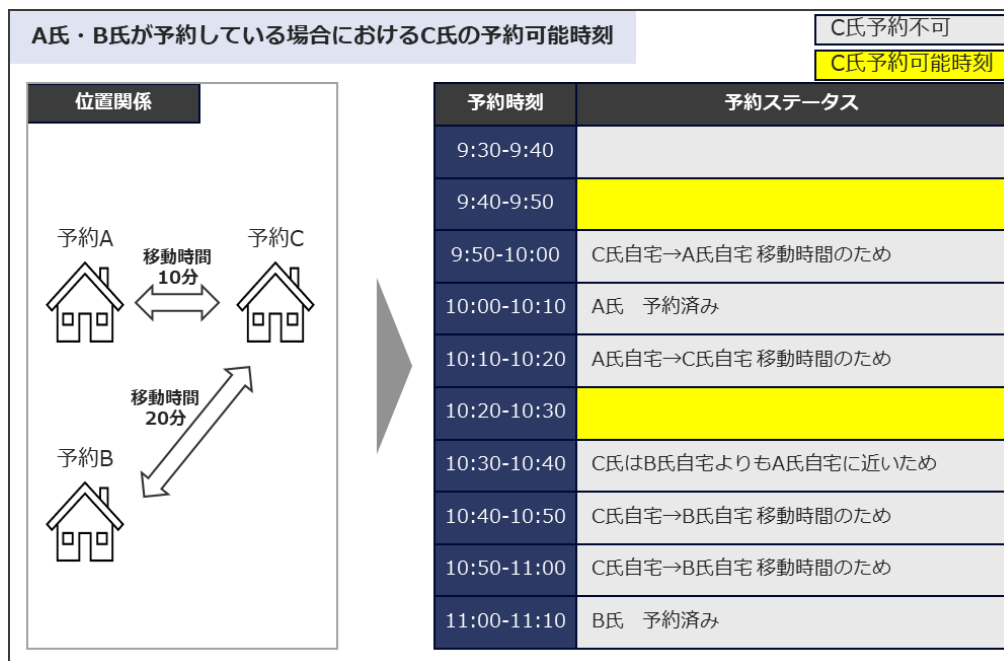 A氏・B氏が予約している場合におけるC氏の予約可能時刻
C氏予約不可
C氏予約可能時刻
位置関係
予約A
予約C
移動時間
10分
移動時間
20分
予約B
予約時刻 予約ステータス
9:30-9:40
9:40-9:50
9:50-10:00 C氏自宅→A氏自宅 移動時間のため
10:00-10:10 A氏 予約済み
10:10-10:20 A氏自宅→C氏自宅 移動時間のため
10:20-10:30
10:30-10:40 C氏はB氏自宅よりもA氏自宅に近いため
10:40-10:50 C氏自宅→B氏自宅 移動時間のため
10:50-11:00 C氏自宅→B氏自宅 移動時間のため
11:00-11:10 B氏 予約済み